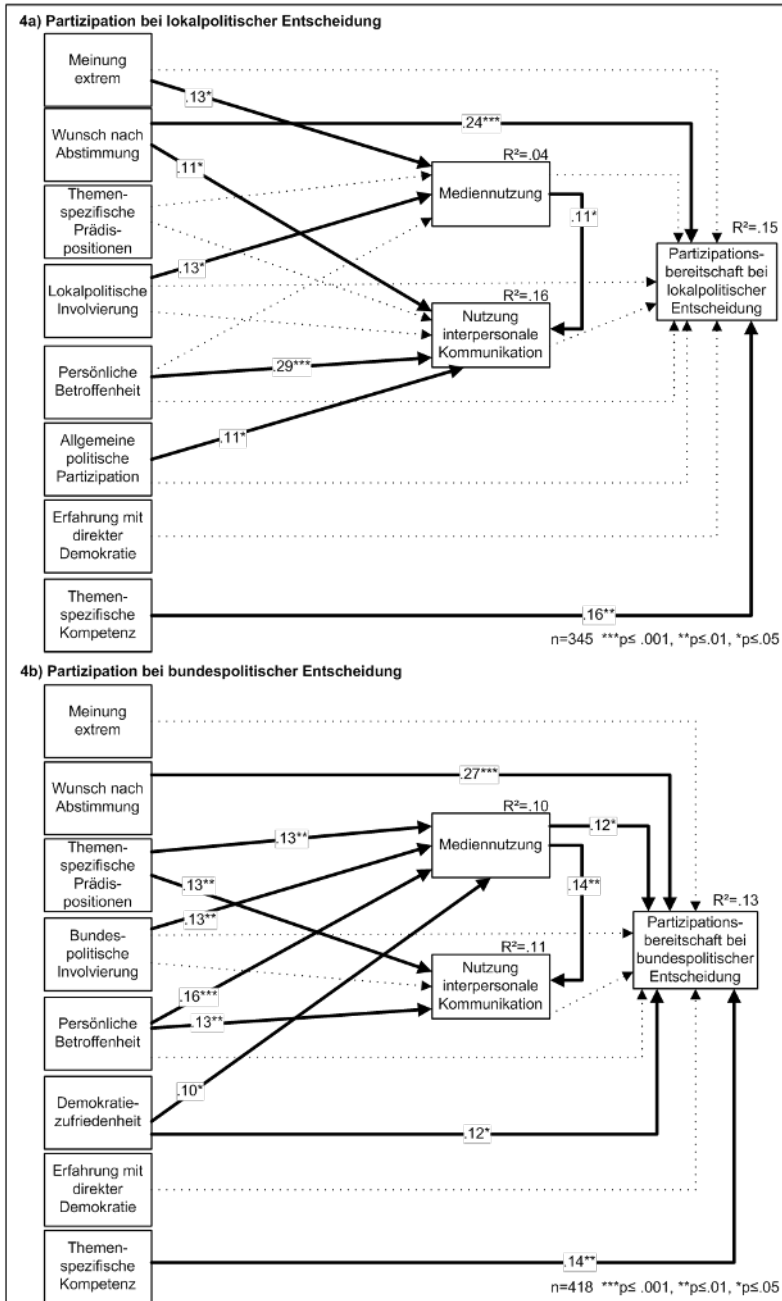 4a) Partizipation bei lokalpolitischer Entscheidung
Meinung
extrem
.13*
Wunsch nach
Abstimmung
.24***
.11*
R²=.04
Mediennutzung
Themen-
spezifische
Prädis-
positionen
.11*
R²=.15
Partizipations-
bereitschaft bei
lokalpolitischer
Entscheidung
Lokalpolitische
Involvierung
.13*
R²=.16
Nutzung
interpersonale
Kommunikation
Persönliche
Betroffenheit
.29***
Allgemeine
politische
Partizipation
.11*
Erfahrung mit
direkter
Demokratie
Themen-
spezifische
Kompetenz
.16**
n=345 ***p≤ .001, **p≤.01, *p≤.05
4b) Partizipation bei bundespolitischer Entscheidung
Meinung
extrem
Wunsch nach
Abstimmung
.27***
R²=.10
Mediennutzung
.12*
Themen-
spezifische
Prädis-
positionen
.13**
.13**
.14**
R²=.13
Partizipations-
bereitschaft bei
bundespolitischer
Entscheidung
Bundes-
politische
Involvierung
.13**
R²=.11
Nutzung
interpersonale
Kommunikation
Persönliche
Betroffenheit
.16***
.13**
Demokratie-
zufriedenheit
.10*
.12*
Erfahrung mit
direkter
Demokratie
Themen-
spezifische
Kompetenz
.14**
n=418 ***p≤ .001, **p≤.01, *p≤.05